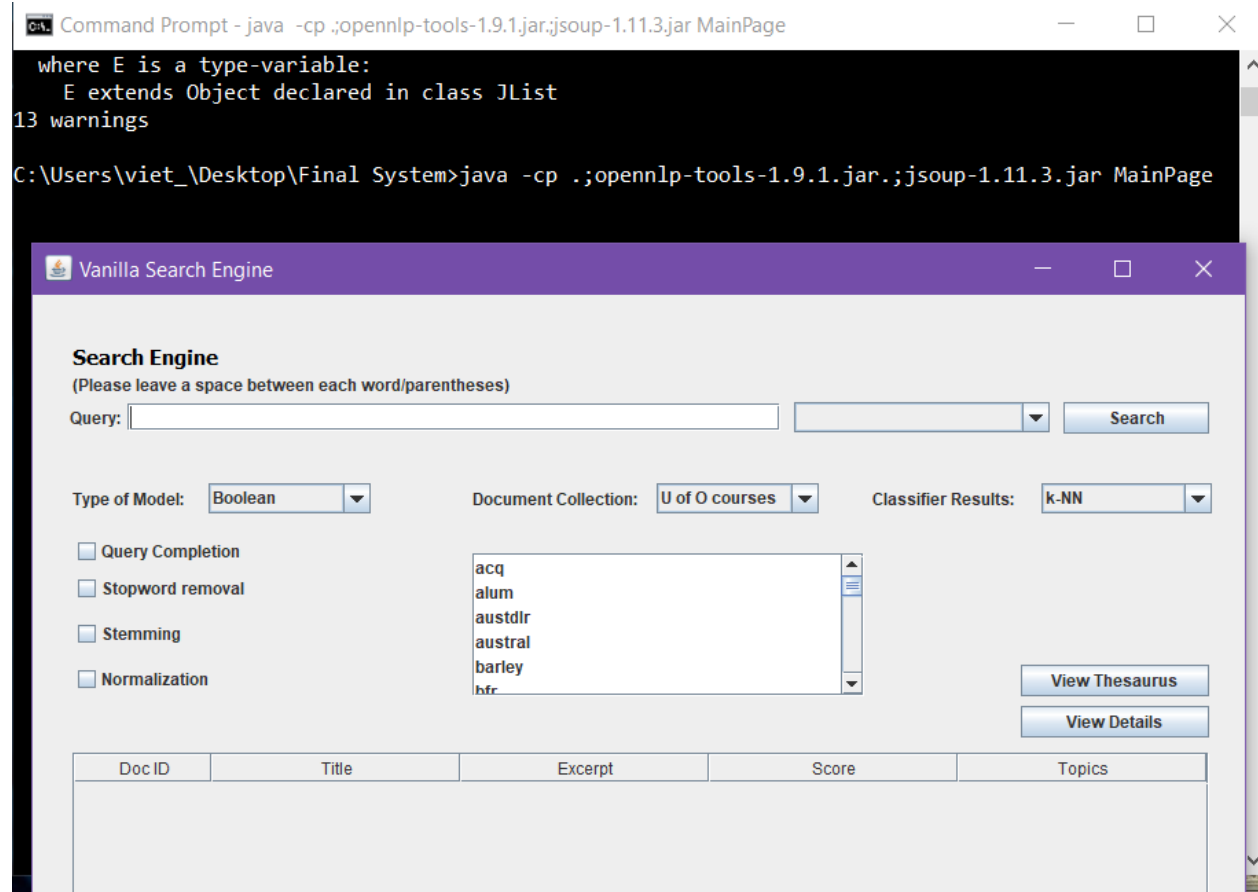 Command Prompt - java -cp .;opennlp-tools-1.9.1.jar.;jsoup-1.11.3.jar MainPage
where E is a type-variable:
E extends Object declared in class JList
13 warnings
C:\Users\viet_\Desktop\Final System>java -cp .;opennlp-tools-1.9.1.jar.;jsoup-1.11.3.jar MainPage
Vanilla Search Engine
Search Engine
(Please leave a space between each word/parentheses)
Query: Search
Type of Model: Boolean Document Collection: U of O courses Classifier Results: k-NN
Query Completion
Stopword removal
Stemming
Normalization
acq
alum
austdlr
austral
barley
bfr
View Thesaurus
View Details
Doc ID Title Excerpt Score Topics